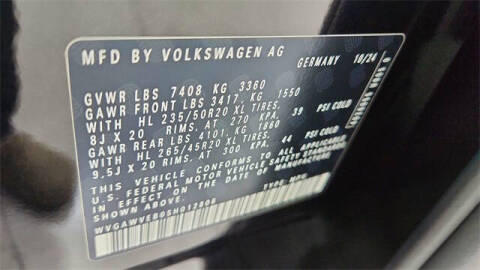 MFD BY VOLKSWAGEN AG
GERMANY 10/24
GVWR LBS 7408 KG 3360
GAWR FRONT LBS 3417, KG 1550
WITH HL 235/50R20 XL TIRES,
8J X 20 RIMS, AT 270 KPA 39 PSI COLD
GAWR REAR LBS 4101, KG 1860
WITH HL 265/45R20 XL TIRES,
9.5J X 20 RIMS, AT 300 KPA 44 PSI COLD
THIS VEHICLE CONFORMS TO ALL APPLICABLE
U.S. FEDERAL MOTOR VEHICLE SAFETY STANDARDS
IN EFFECT ON THE DATE OF MANUFACTURE
TYPE: MPV